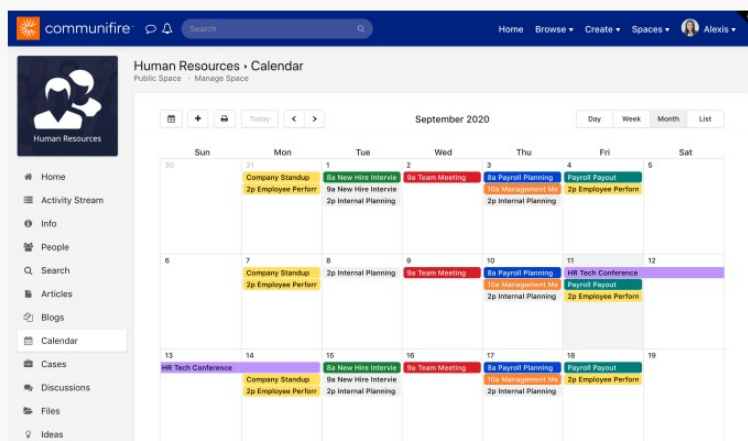 communifire
Search
Home Browse Create Spaces Alexis
Human Resources › Calendar
Public Space · Manage Space
Human Resources
Today
September 2020
Day Week Month List
Sun Mon Tue Wed Thu Fri Sat
30 31 1 2 3 4 5
Company Standup 8a New Hire Intervie 9a Team Meeting 8a Payroll Planning Payroll Payout
2p Employee Perforr 9a New Hire Intervie 10a Management Me 2p Employee Perform
2p Internal Planning 2p Internal Planning
6 7 8 9 10 11 12
Company Standup 2p Internal Planning 9a Team Meeting 8a Payroll Planning HR Tech Conference
2p Employee Perforr 10a Management Me Payroll Payout
2p Internal Planning 2p Employee Perform
13 14 15 16 17 18 19
HR Tech Conference 8a New Hire Intervie 9a Team Meeting 8a Payroll Planning Payroll Payout
Company Standup 9a New Hire Intervie 10a Management Me 2p Employee Perform
2p Employee Perforr 2p Internal Planning 2p Internal Planning
Home
Activity Stream
Info
People
Search
Articles
Blogs
Calendar
Cases
Discussions
Files
Ideas